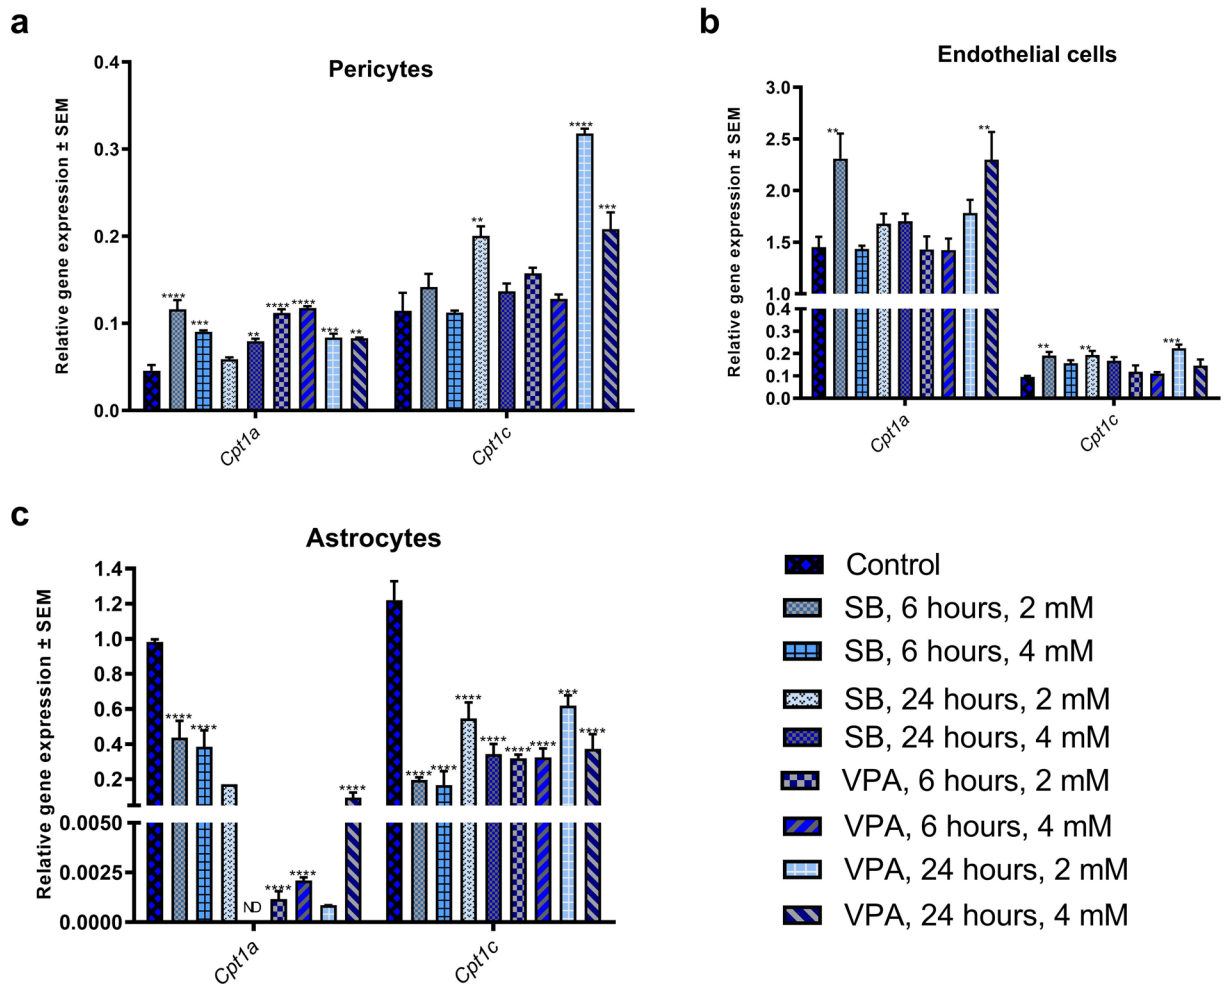 a
Pericytes
Relative gene expression ± SEM
0.4
0.3
0.2
0.1
0.0
****
***
**
****
****
***
**
**
****
***
Cpt1a
Cpt1c
b
Endothelial cells
Relative gene expression ± SEM
3.0
2.5
2.0
1.5
1.0
0.4
0.3
0.2
0.1
0.0
**
**
**
**
***
Cpt1a
Cpt1c
c
Astrocytes
Relative gene expression ± SEM
1.4
1.2
1.0
0.8
0.6
0.4
0.2
0.0050
0.0025
0.0000
****
****
ND
****
****
****
****
****
****
****
****
****
***
****
Cpt1a
Cpt1c
Control
SB, 6 hours, 2 mM
SB, 6 hours, 4 mM
SB, 24 hours, 2 mM
SB, 24 hours, 4 mM
VPA, 6 hours, 2 mM
VPA, 6 hours, 4 mM
VPA, 24 hours, 2 mM
VPA, 24 hours, 4 mM